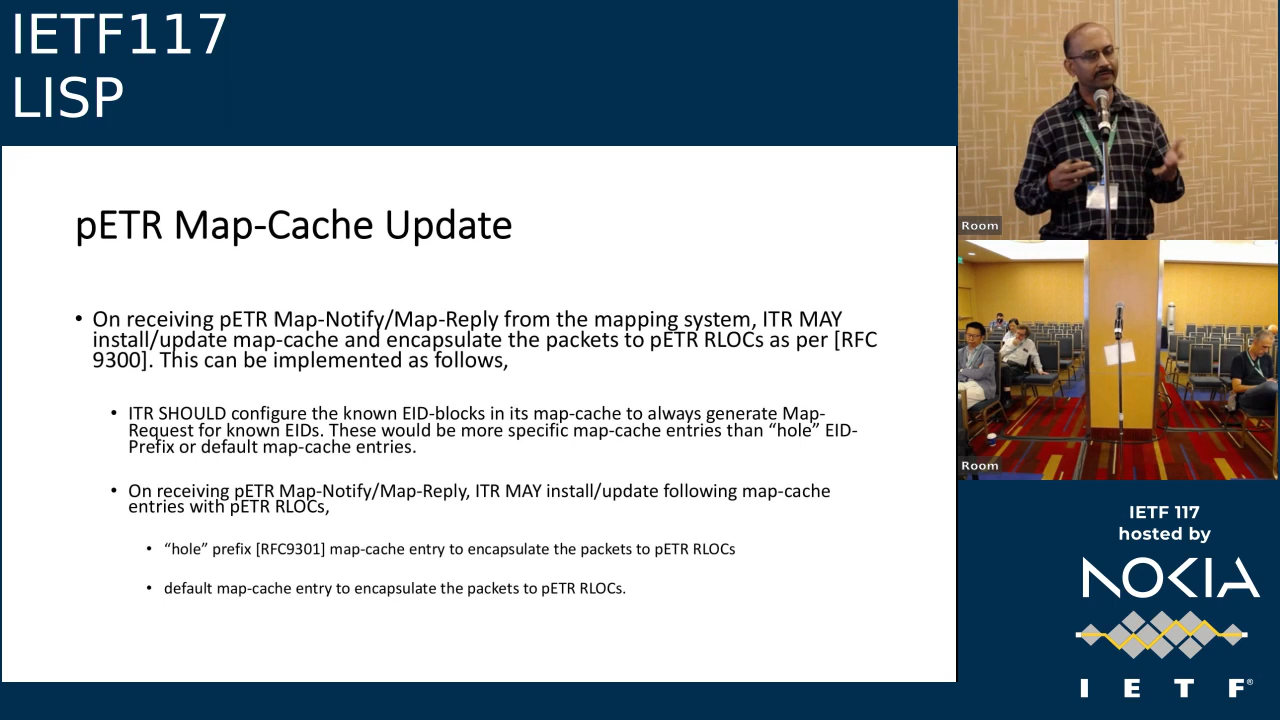 IETF117
LISP
pETR Map-Cache Update
• On receiving pETR Map-Notify/Map-Reply from the mapping system, ITR MAY
install/update map-cache and encapsulate the packets to pETR RLOCs as per [RFC
9300]. This can be implemented as follows,
• ITR SHOULD configure the known EID-blocks in its map-cache to always generate Map-
Request for known EIDs. These would be more specific map-cache entries than “hole” EID-
Prefix or default map-cache entries.
• On receiving pETR Map-Notify/Map-Reply, ITR MAY install/update following map-cache
entries with pETR RLOCs,
• “hole” prefix [RFC9301] map-cache entry to encapsulate the packets to pETR RLOCs
• default map-cache entry to encapsulate the packets to pETR RLOCs.
Room
Room
IETF 117
hosted by
NOKIA
I E T F®